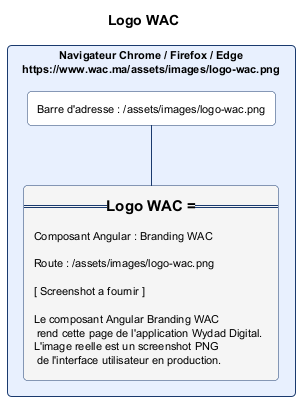 Logo WAC
Navigateur Chrome / Firefox / Edge
https://www.wac.ma/assets/images/logo-wac.png
Barre d'adresse : /assets/images/logo-wac.png
Logo WAC =
Composant Angular : Branding WAC
Route : /assets/images/logo-wac.png
[ Screenshot a fournir ]
Le composant Angular Branding WAC
rend cette page de l'application Wydad Digital.
L'image reelle est un screenshot PNG
de l'interface utilisateur en production.